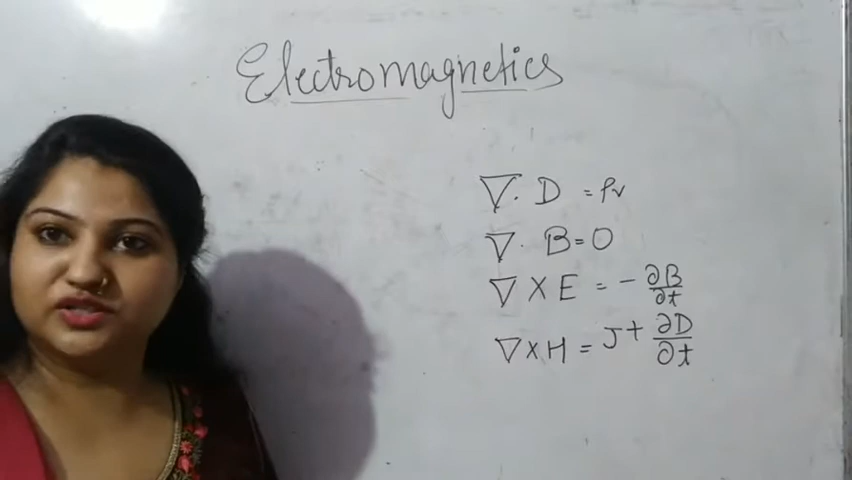 Electromagnetics
∇. D = ρv
∇. B = 0
∇ X E = - ∂B/∂t
∇ X H = J + ∂D/∂t